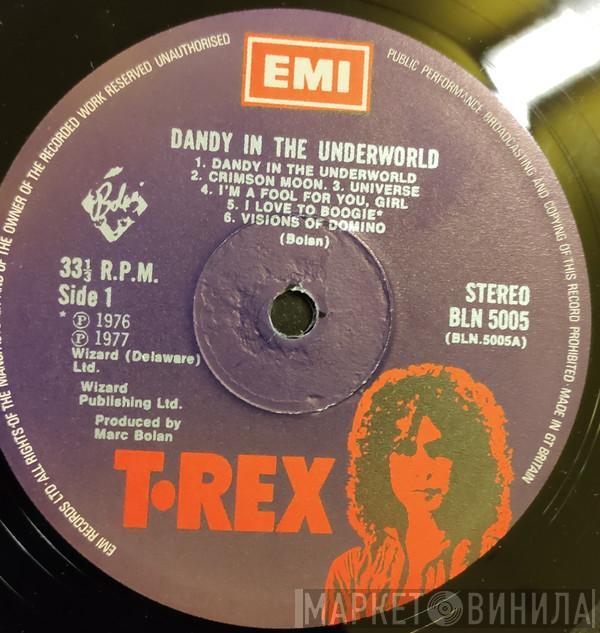 EMI
DANDY IN THE UNDERWORLD
1. DANDY IN THE UNDERWORLD
2. CRIMSON MOON. 3. UNIVERSE
4. I'M A FOOL FOR YOU, GIRL
5. I LOVE TO BOOGIE*
6. VISIONS OF DOMINO
(Bolan)
Bolan
33⅓ R.P.M.
Side 1
* Ⓟ 1976
Ⓟ 1977
Wizard (Delaware)
Ltd.
Wizard
Publishing Ltd.
Produced by
Marc Bolan
STEREO
BLN 5005
(BLN.5005A)
T•REX
EMI RECORDS LTD ALL RIGHTS OF THE
AND OF THE OWNER OF THE RECORDED WORK RESERVED UNAUTHORISED
PUBLIC PERFORMANCE BROADCASTING AND COPYING OF THIS RECORD PROHIBITED · MADE IN GT BRITAIN
МАРКЕТ ВИНИЛА